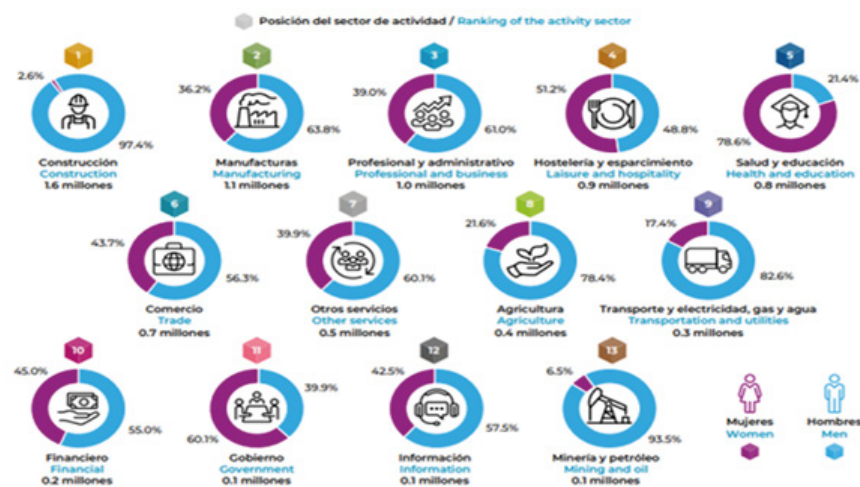 Posición del sector de actividad / Ranking of the activity sector
1
2.6%
97.4%
Construcción
Construction
1.6 millones
2
36.2%
63.8%
Manufacturas
Manufacturing
1.1 millones
3
39.0%
61.0%
Profesional y administrativo
Professional and business
1.0 millones
4
51.2%
48.8%
Hostelería y esparcimiento
Laisure and hospitality
0.9 millones
5
21.4%
78.6%
Salud y educación
Health and education
0.8 millones
6
43.7%
56.3%
Comercio
Trade
0.7 millones
7
39.9%
60.1%
Otros servicios
Other services
0.5 millones
8
21.6%
78.4%
Agricultura
Agriculture
0.4 millones
9
17.4%
82.6%
Transporte y electricidad, gas y agua
Transportation and utilities
0.3 millones
10
45.0%
55.0%
Financiero
Financial
0.2 millones
11
39.9%
60.1%
Gobierno
Government
0.1 millones
12
42.5%
57.5%
Información
Information
0.1 millones
13
6.5%
93.5%
Minería y petróleo
Mining and oil
0.1 millones
Mujeres
Women
Hombres
Men